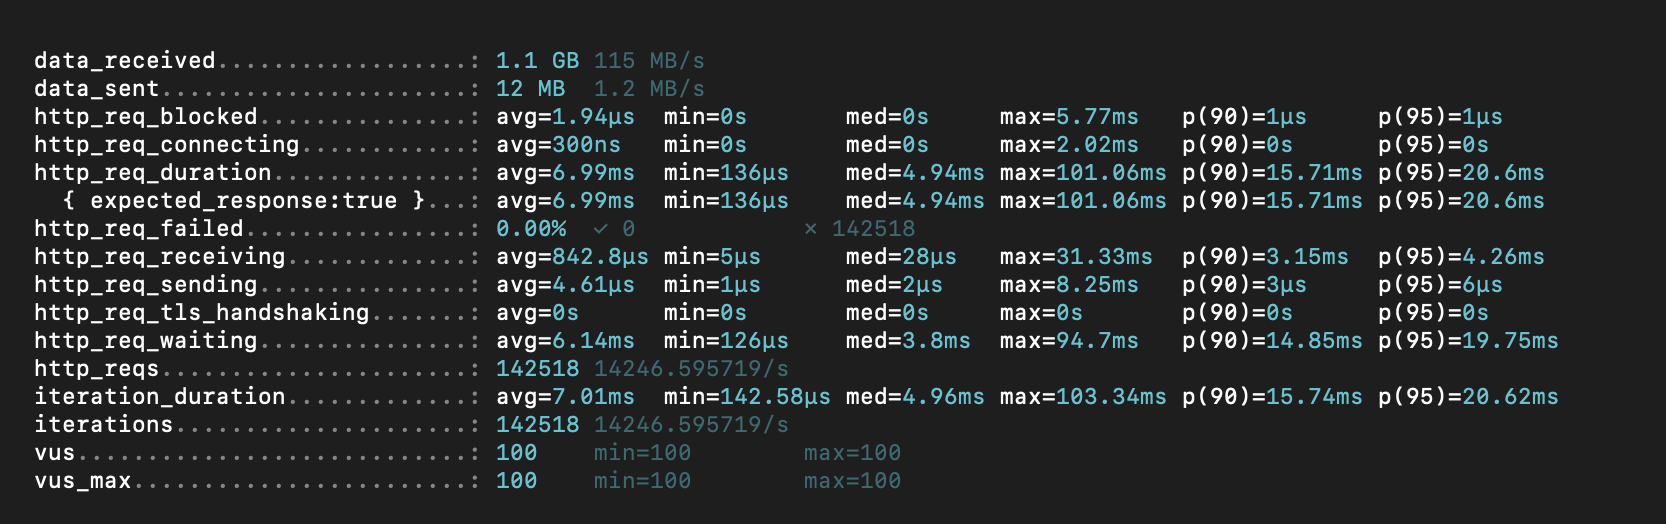 data_received..................: 1.1 GB 115 MB/s
data_sent......................: 12 MB  1.2 MB/s
http_req_blocked...............: avg=1.94µs  min=0s       med=0s     max=5.77ms   p(90)=1µs     p(95)=1µs
http_req_connecting............: avg=300ns   min=0s       med=0s     max=2.02ms   p(90)=0s      p(95)=0s
http_req_duration..............: avg=6.99ms  min=136µs    med=4.94ms max=101.06ms p(90)=15.71ms p(95)=20.6ms
  { expected_response:true }...: avg=6.99ms  min=136µs    med=4.94ms max=101.06ms p(90)=15.71ms p(95)=20.6ms
http_req_failed................: 0.00%  ✓ 0            ✗ 142518
http_req_receiving.............: avg=842.8µs min=5µs      med=28µs   max=31.33ms  p(90)=3.15ms  p(95)=4.26ms
http_req_sending...............: avg=4.61µs  min=1µs      med=2µs    max=8.25ms   p(90)=3µs     p(95)=6µs
http_req_tls_handshaking.......: avg=0s      min=0s       med=0s     max=0s       p(90)=0s      p(95)=0s
http_req_waiting...............: avg=6.14ms  min=126µs    med=3.8ms  max=94.7ms   p(90)=14.85ms p(95)=19.75ms
http_reqs......................: 142518 14246.595719/s
iteration_duration.............: avg=7.01ms  min=142.58µs med=4.96ms max=103.34ms p(90)=15.74ms p(95)=20.62ms
iterations.....................: 142518 14246.595719/s
vus............................: 100    min=100        max=100
vus_max........................: 100    min=100        max=100